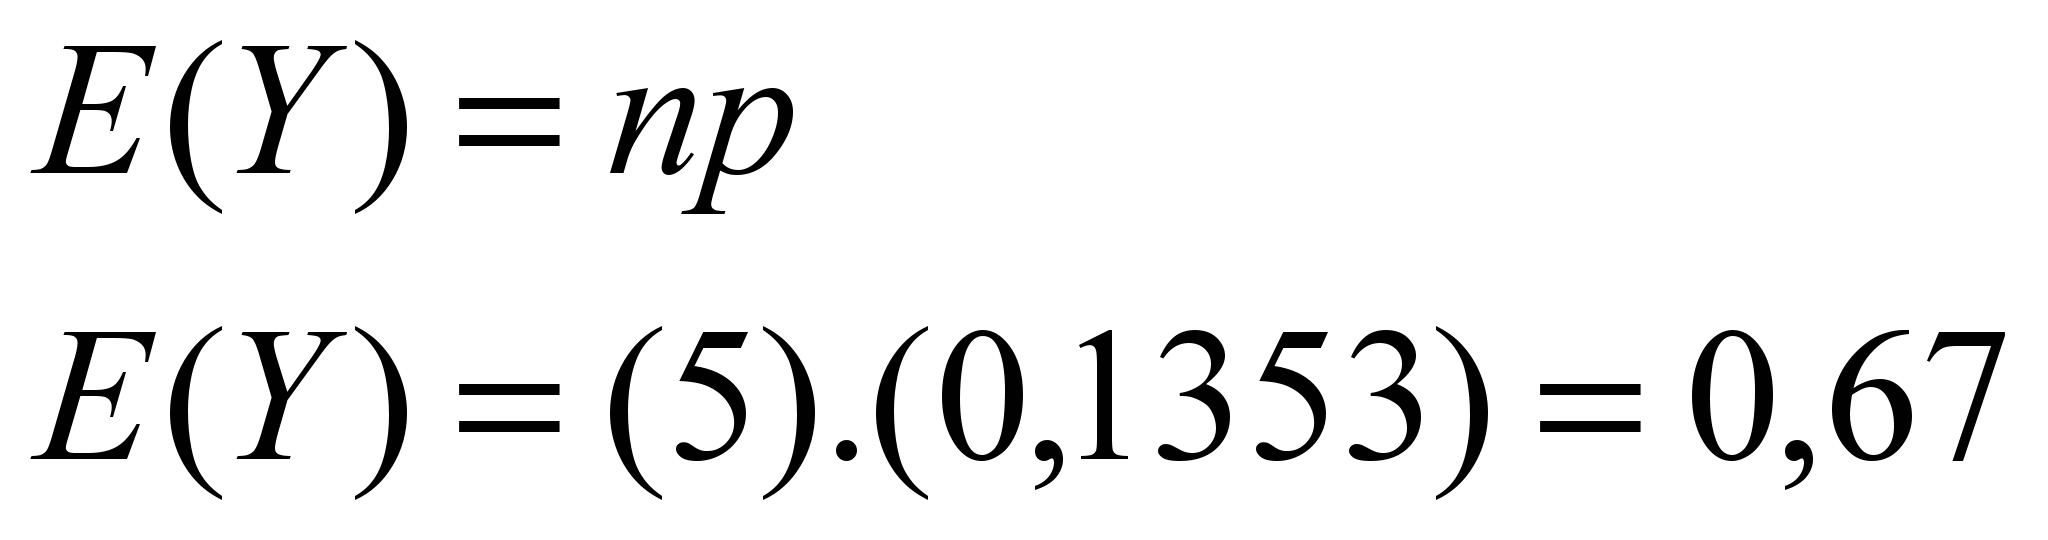 E(Y) = np
E(Y) = (5).(0,1353) = 0,67